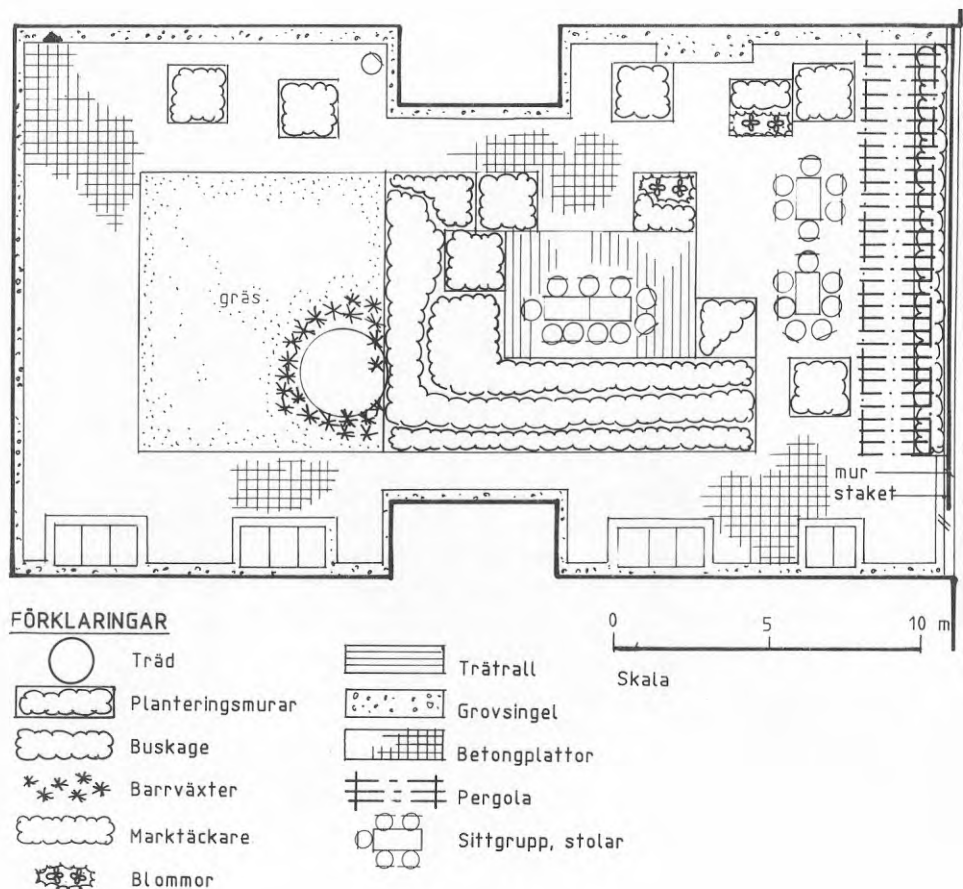 gräs
mur
staket
FÖRKLARINGAR
Träd
Planteringsmurar
Buskage
Barrväxter
Marktäckare
Blommor
Trätrall
Grovsingel
Betongplattor
Pergola
Sittgrupp, stolar
0 5 10 m
Skala